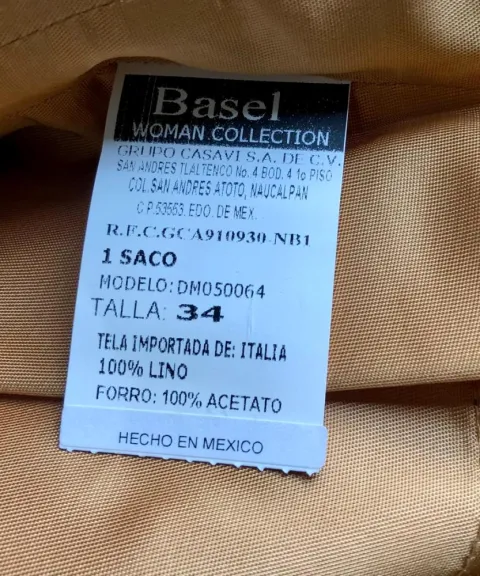 Basel
WOMAN COLLECTION
GRUPO CASAVI S.A. DE C.V.
SAN ANDRES TLALTENCO No. 4 BOD. 4 1o PISO
COL. SAN ANDRES ATOTO, NAUCALPAN
C.P.53563. EDO. DE MEX.
R.F.C.GCA910930-NB1
1 SACO
MODELO: DM050064
TALLA: 34
TELA IMPORTADA DE: ITALIA
100% LINO
FORRO: 100% ACETATO
HECHO EN MEXICO